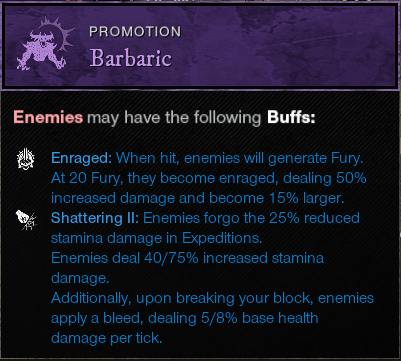 PROMOTION
Barbaric
Enemies may have the following Buffs:
Enraged: When hit, enemies will generate Fury.
At 20 Fury, they become enraged, dealing 50%
increased damage and become 15% larger.
Shattering II: Enemies forgo the 25% reduced
stamina damage in Expeditions.
Enemies deal 40/75% increased stamina
damage.
Additionally, upon breaking your block, enemies
apply a bleed, dealing 5/8% base health
damage per tick.